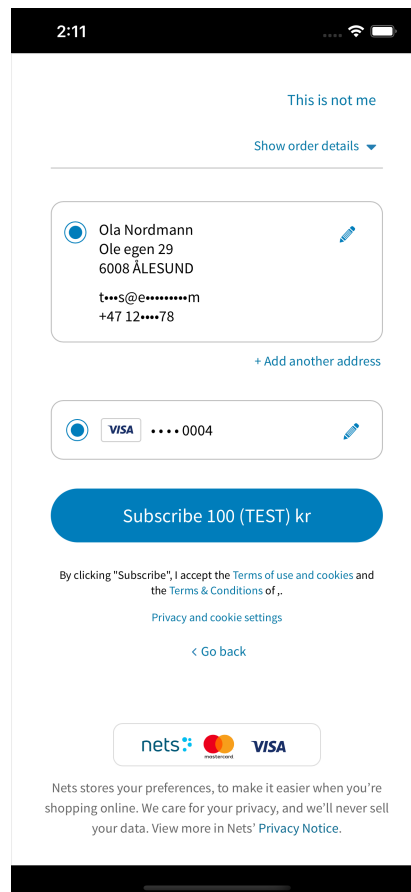 2:11
This is not me
Show order details
Ola Nordmann
Ole egen 29
6008 ÅLESUND
t•••s@e•••••••••m
+47 12••••78
+ Add another address
VISA •••• 0004
Subscribe 100 (TEST) kr
By clicking "Subscribe", I accept the Terms of use and cookies and
the Terms & Conditions of ,.
Privacy and cookie settings
< Go back
nets mastercard VISA
Nets stores your preferences, to make it easier when you're
shopping online. We care for your privacy, and we'll never sell
your data. View more in Nets' Privacy Notice.